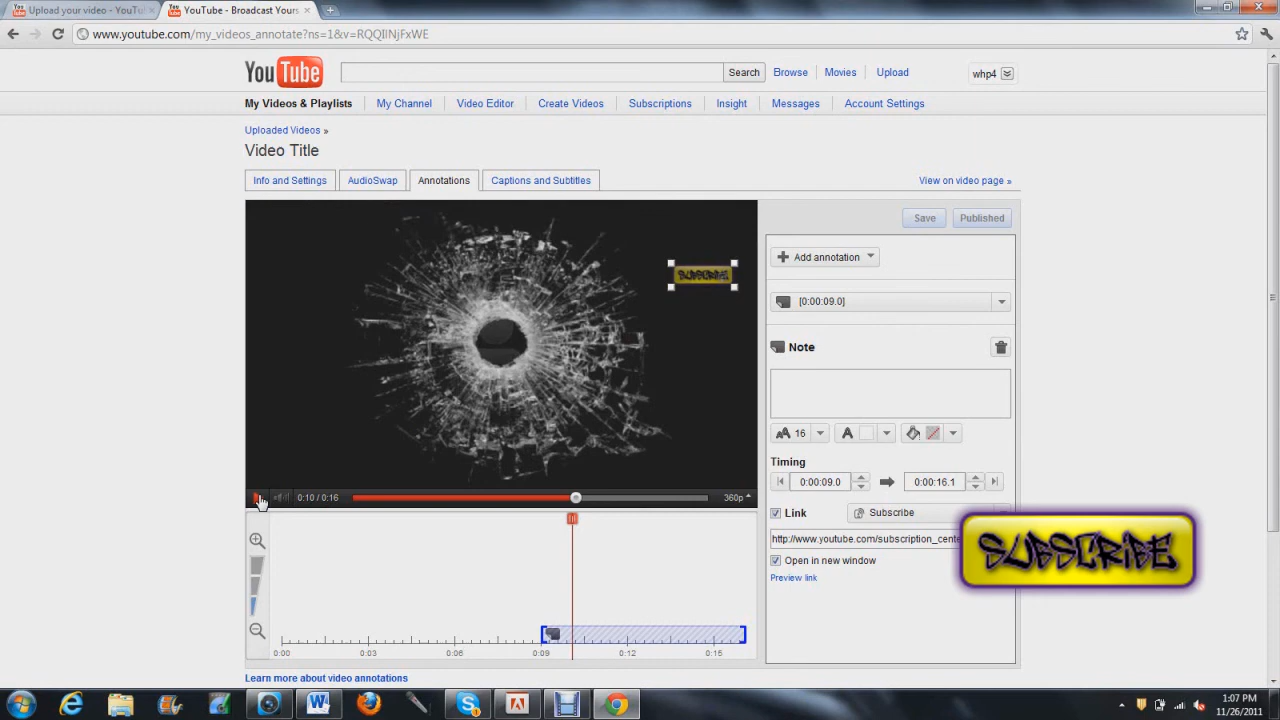 Upload your video - YouTu
YouTube - Broadcast Yours
www.youtube.com/my_videos_annotate?ns=1&v=RQQIlNjFxWE
YouTube
Search
Browse
Movies
Upload
whp4
My Videos & Playlists
My Channel
Video Editor
Create Videos
Subscriptions
Insight
Messages
Account Settings
Uploaded Videos »
Video Title
Info and Settings
AudioSwap
Annotations
Captions and Subtitles
View on video page »
Save
Published
Add annotation
SUBSCRIBE
[0:00:09.0]
Note
16
A
Timing
0:00:09.0
0:00:16.1
0:10 / 0:16
360p
Link
Subscribe
http://www.youtube.com/subscription_cente
Open in new window
Preview link
SUBSCRIBE
0:00
0:03
0:06
0:09
0:12
0:15
Learn more about video annotations
1:07 PM
11/26/2011